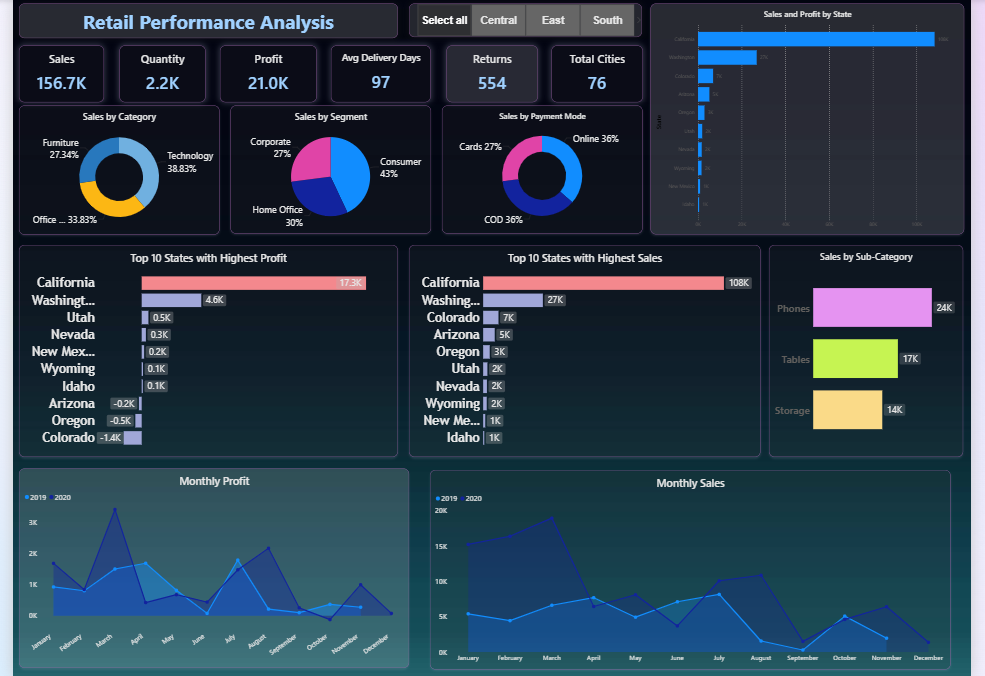 Retail Performance Analysis
Select all
Central
East
South
Sales and Profit by State
Sales
156.7K
Quantity
2.2K
Profit
21.0K
Avg Delivery Days
97
Returns
554
Total Cities
76
California
Washington
Colorado
Arizona
Oregon
Utah
Nevada
Wyoming
New Mexico
Idaho
State
Sales by Category
Furniture
27.34%
Technology
38.83%
Office ... 33.83%
Sales by Segment
Corporate
27%
Consumer
43%
Home Office
30%
Sales by Payment Mode
Cards 27%
Online 36%
COD 36%
Top 10 States with Highest Profit
California 17.3K
Washingt... 4.6K
Utah 0.5K
Nevada 0.3K
New Mex... 0.2K
Wyoming 0.1K
Idaho 0.1K
Arizona -0.2K
Oregon -0.5K
Colorado -1.4K
Top 10 States with Highest Sales
California 108K
Washing... 27K
Colorado 7K
Arizona 5K
Oregon 3K
Utah 2K
Nevada 2K
Wyoming 2K
New Me... 1K
Idaho 1K
Sales by Sub-Category
Phones 24K
Tables 17K
Storage 14K
Monthly Profit
2019 2020
3K
2K
1K
0K
January February March April May June July August September October November December
Monthly Sales
2019 2020
20K
15K
10K
5K
0K
January February March April May June July August September October November December